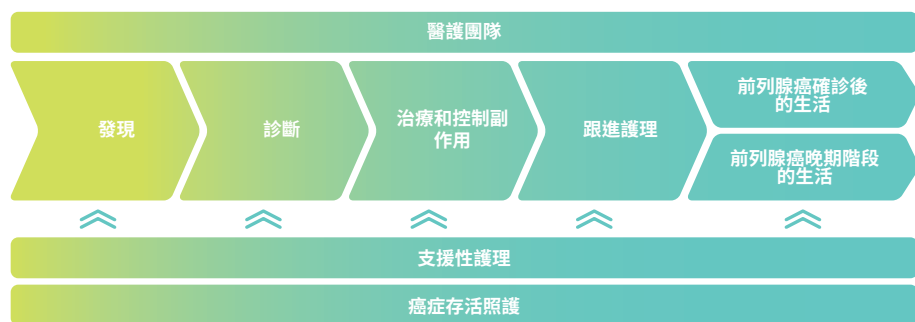 醫護團隊
發現
診斷
治療和控制副
作用
跟進護理
前列腺癌確診後
的生活
前列腺癌晚期階段
的生活
支援性護理
癌症存活照護